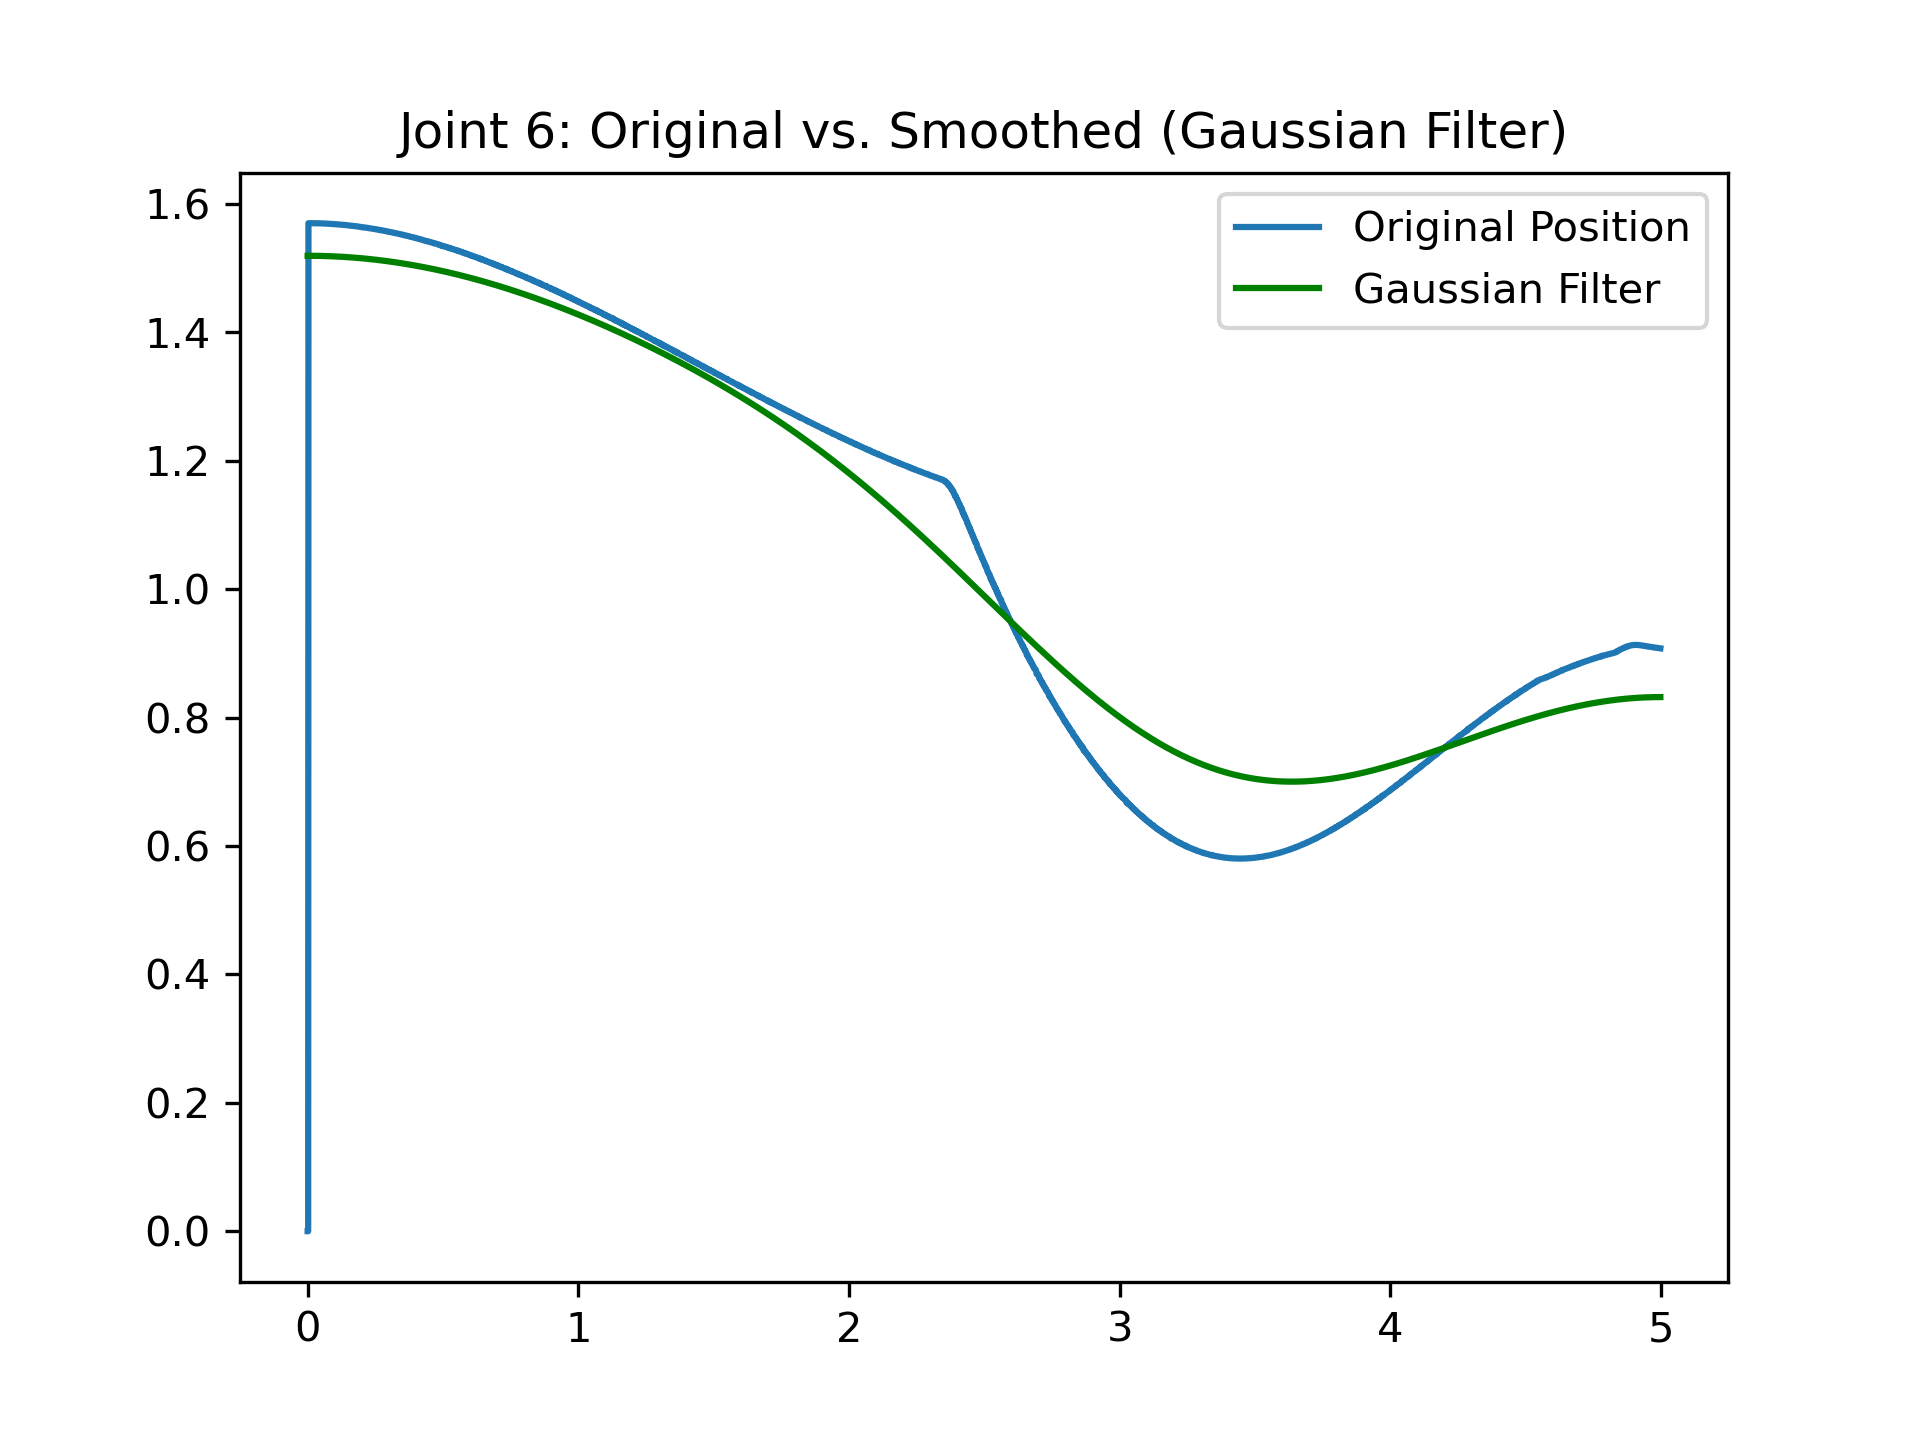 Joint 6: Original vs. Smoothed (Gaussian Filter)
Original Position
Gaussian Filter
1.6
1.4
1.2
1.0
0.8
0.6
0.4
0.2
0.0
0 1 2 3 4 5